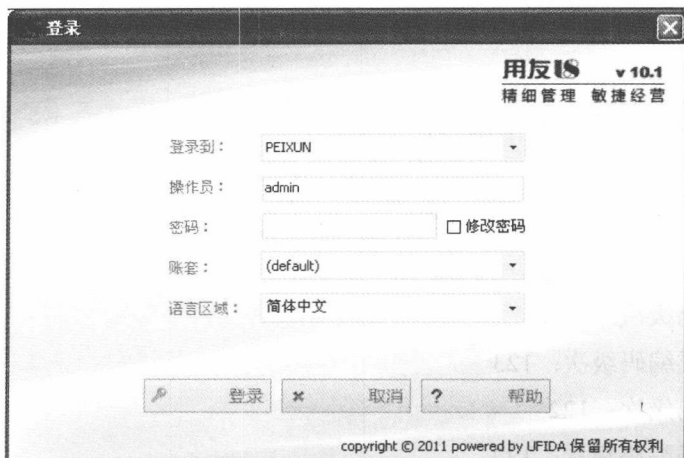 登录
用友U8 v 10.1
精细管理 敏捷经营
登录到： PEIXUN
操作员： admin
密码： 修改密码
账套： (default)
语言区域： 简体中文
登录 取消 ? 帮助
copyright © 2011 powered by UFIDA 保留所有权利